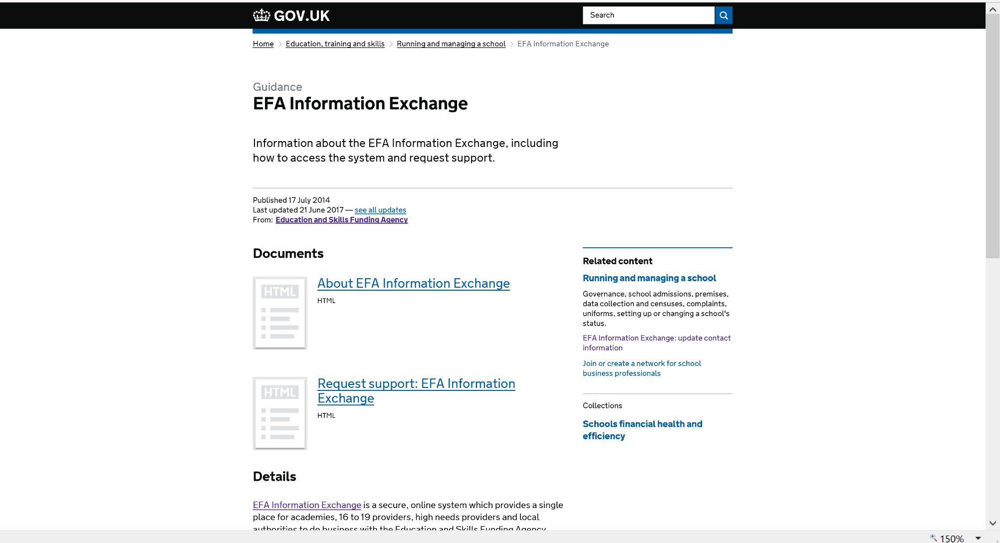 GOV.UK
Search
Home > Education, training and skills > Running and managing a school > EFA Information Exchange
Guidance
EFA Information Exchange
Information about the EFA Information Exchange, including
how to access the system and request support.
Published 17 July 2014
Last updated 21 June 2017 — see all updates
From: Education and Skills Funding Agency
Documents
HTML
About EFA Information Exchange
HTML
HTML
Request support: EFA Information
Exchange
HTML
Details
EFA Information Exchange is a secure, online system which provides a single
place for academies, 16 to 19 providers, high needs providers and local
authorities to do business with the Education and Skills Funding Agency
Related content
Running and managing a school
Governance, school admissions, premises,
data collection and censuses, complaints,
uniforms, setting up or changing a school's
status.
EFA Information Exchange: update contact
information
Join or create a network for school
business professionals
Collections
Schools financial health and
efficiency
150%